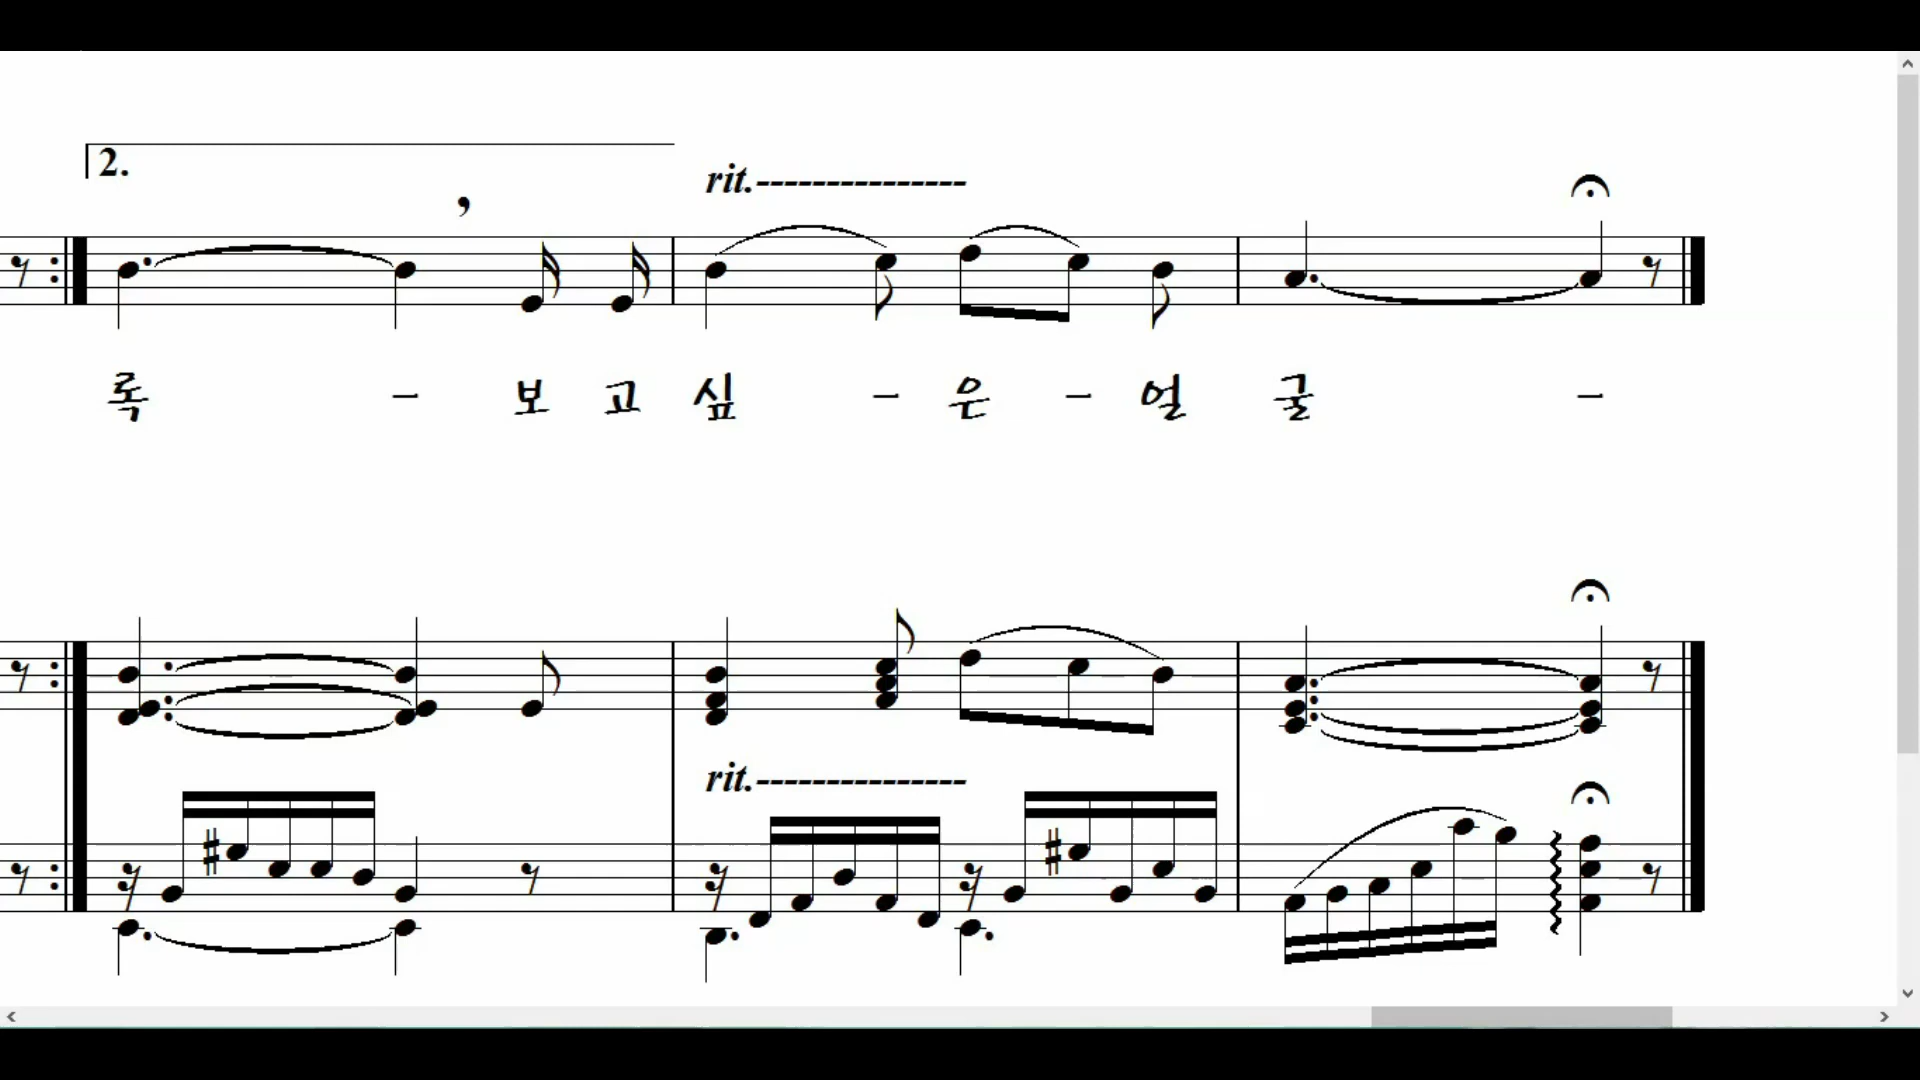 2.
rit.---------------
록 - 보 고 싶 - 은 - 얼 굴 -
rit.---------------